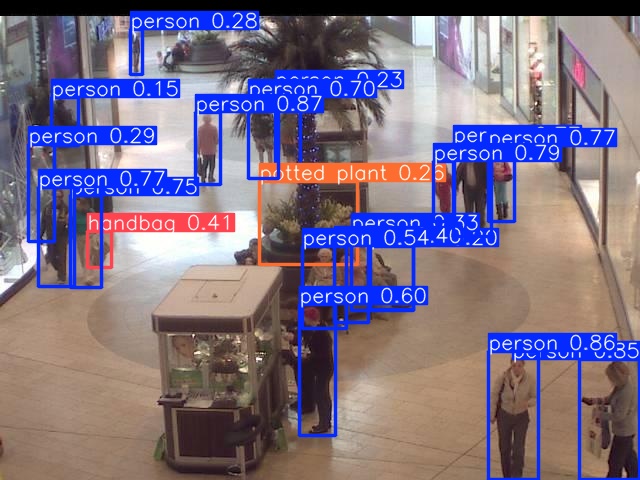 person 0.28
person 0.23
person 0.15
person 0.70
person 0.87
person 0.29
person 0.77
person 0.79
person 0.77
person 0.75
potted plant 0.26
handbag 0.41
person 0.33
person 0.54
.40
.20
person 0.60
person 0.86
person 0.85